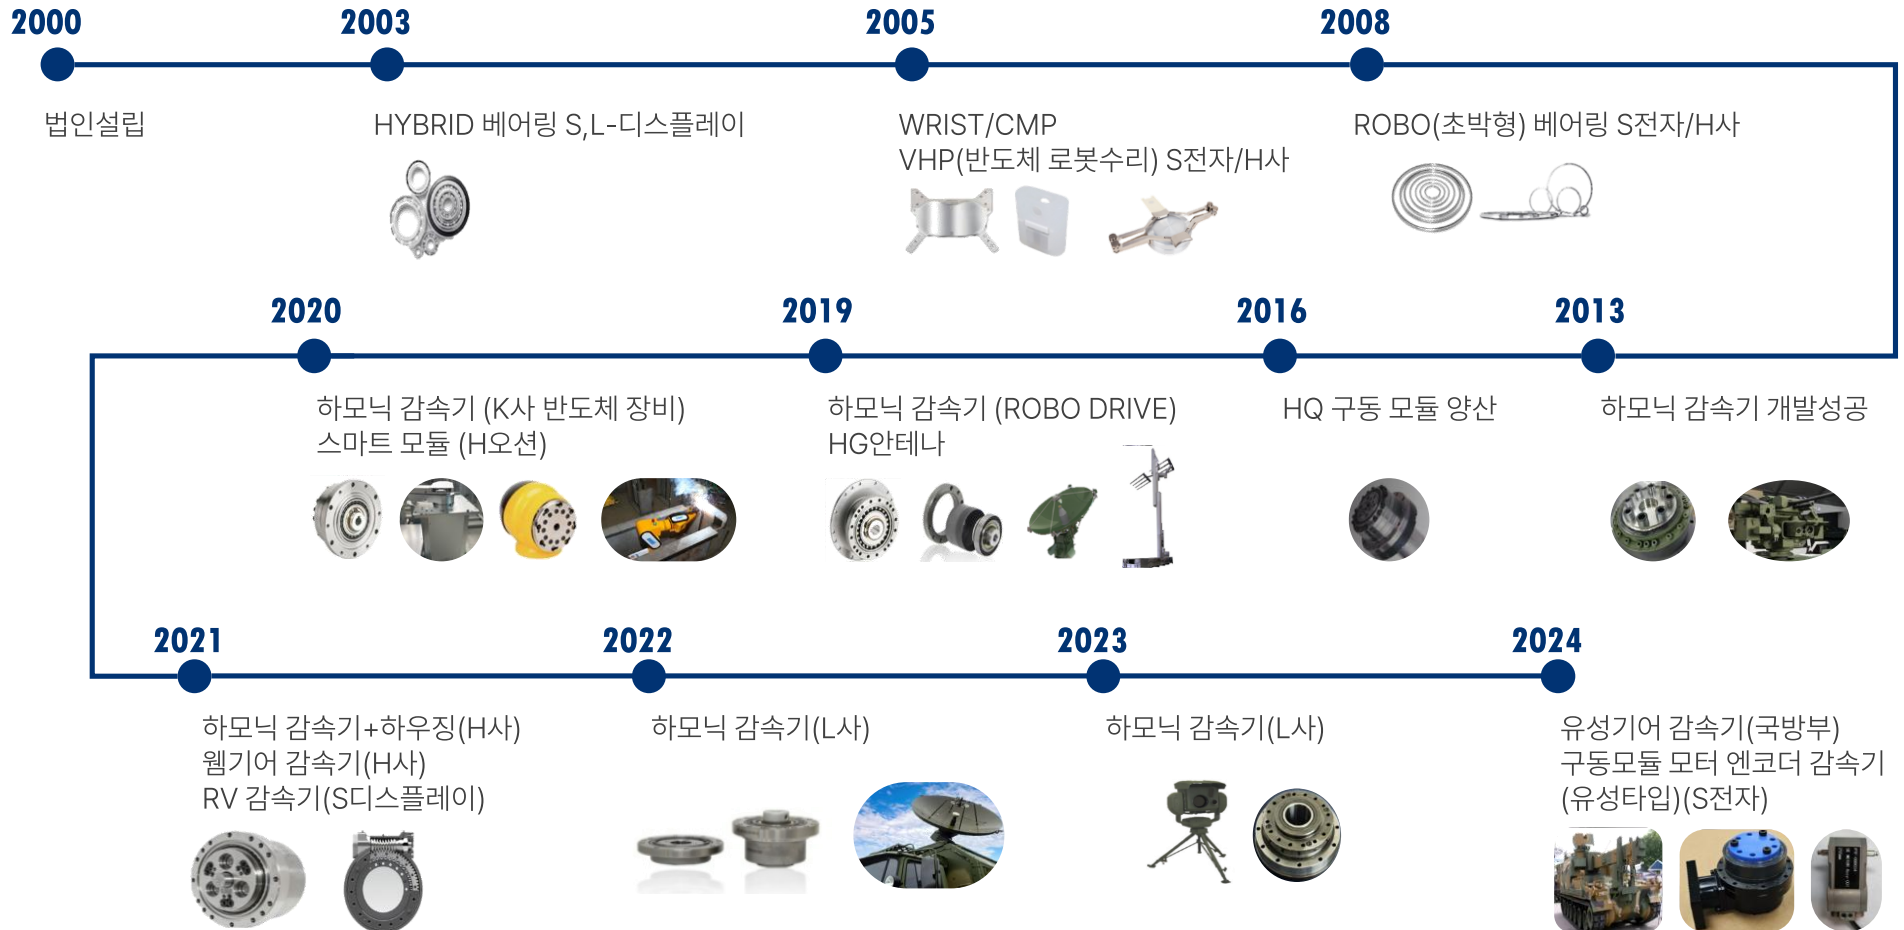 2000
2003
2005
2008
법인설립
HYBRID 베어링 S,L-디스플레이
WRIST/CMP
VHP(반도체 로봇수리) S전자/H사
ROBO(초박형) 베어링 S전자/H사
2020
2019
2016
2013
하모닉 감속기 (K사 반도체 장비)
스마트 모듈 (H오션)
하모닉 감속기 (ROBO DRIVE)
HG안테나
HQ 구동 모듈 양산
하모닉 감속기 개발성공
2021
2022
2023
2024
하모닉 감속기+하우징(H사)
웜기어 감속기(H사)
RV 감속기(S디스플레이)
하모닉 감속기(L사)
하모닉 감속기(L사)
유성기어 감속기(국방부)
구동모듈 모터 엔코더 감속기
(유성타입)(S전자)